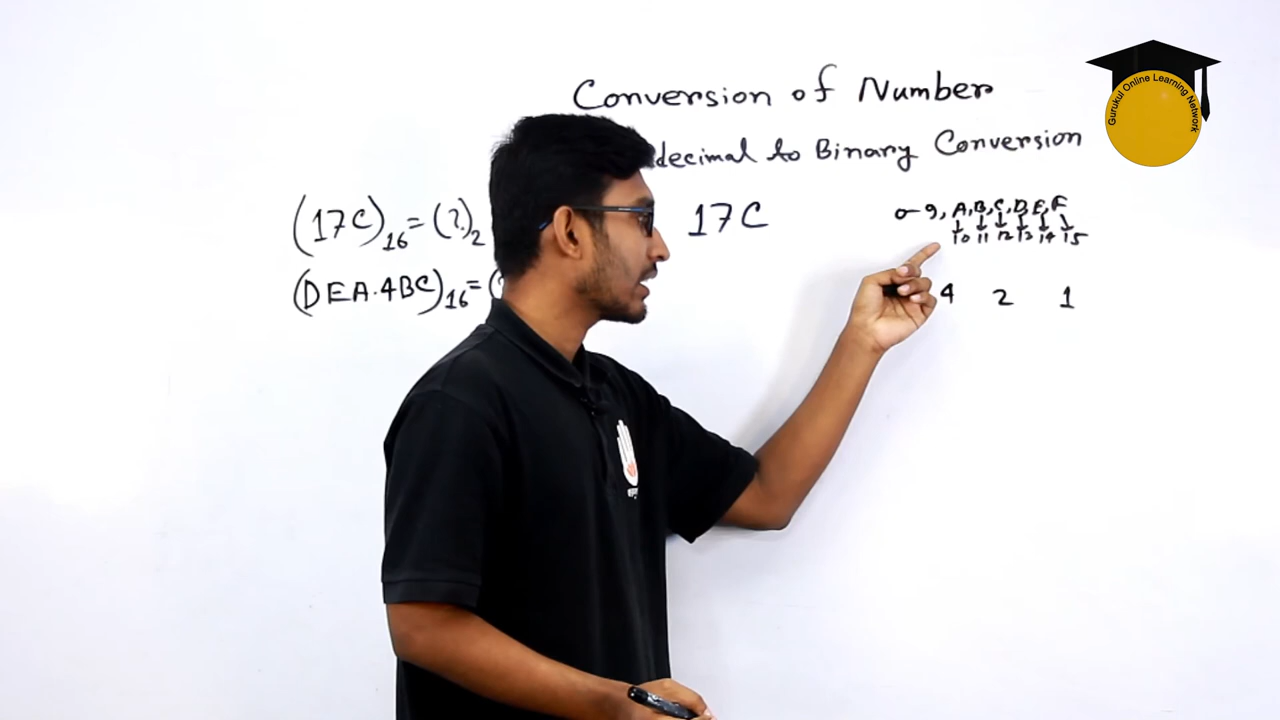 Gurukul Online Learning Network
Conversion of Number
decimal to Binary Conversion
(17C)16 = (?)2
17C
0-9, A, B, C, D, E, F
↓ ↓ ↓ ↓ ↓ ↓
10 11 12 13 14 15
(DEA.4BC)16 = (
4 2 1